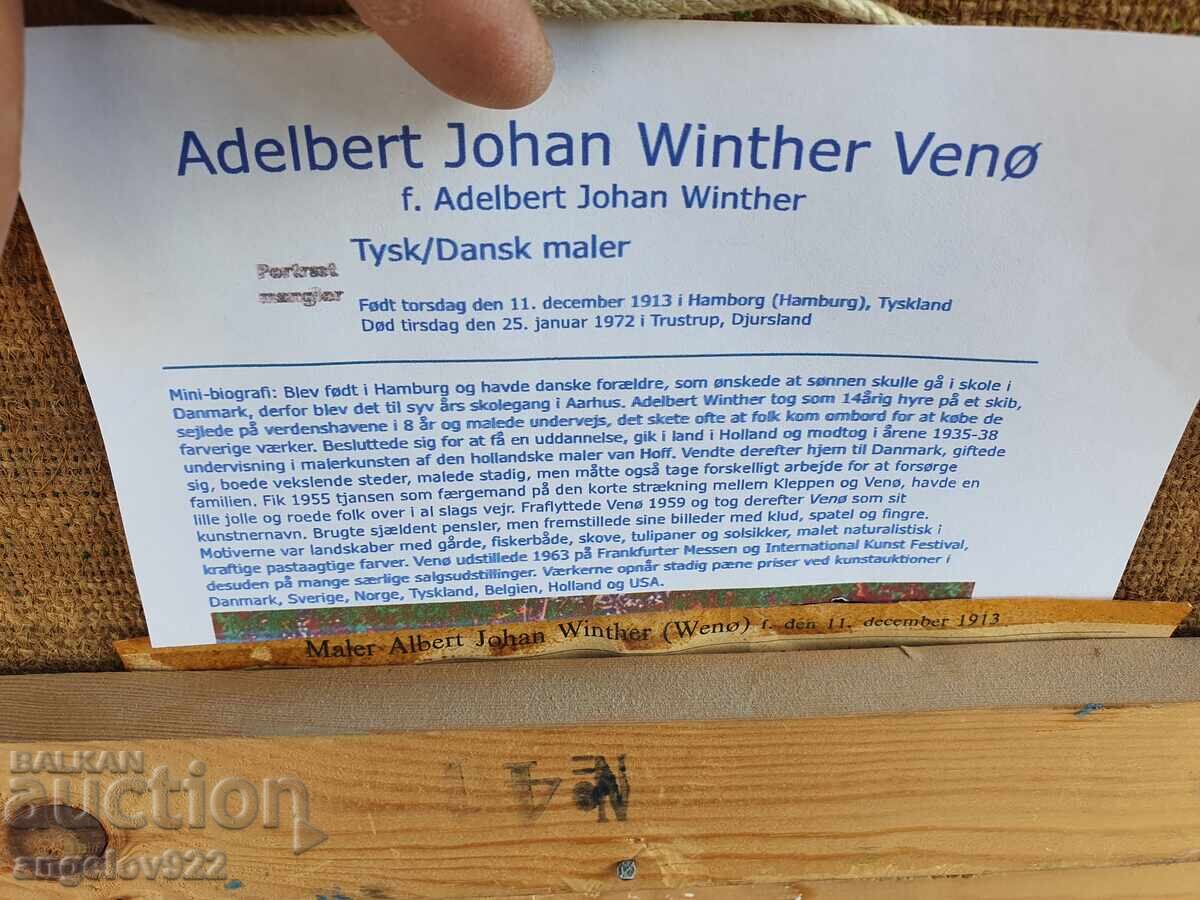 Adelbert Johan Winther Venø
f. Adelbert Johan Winther
Tysk/Dansk maler
Portræt
mangler
Født torsdag den 11. december 1913 i Hamborg (Hamburg), Tyskland
Død tirsdag den 25. januar 1972 i Trustrup, Djursland
Mini-biografi: Blev født i Hamburg og havde danske forældre, som ønskede at sønnen skulle gå i skole i
Danmark, derfor blev det til syv års skolegang i Aarhus. Adelbert Winther tog som 14årig hyre på et skib,
sejlede på verdenshavene i 8 år og malede undervejs, det skete ofte at folk kom ombord for at købe de
farverige værker. Besluttede sig for at få en uddannelse, gik i land i Holland og modtog i årene 1935-38
undervisning i malerkunsten af den hollandske maler van Hoff. Vendte derefter hjem til Danmark, giftede
sig, boede vekslende steder, malede stadig, men måtte også tage forskelligt arbejde for at forsørge
familien. Fik 1955 tjansen som færgemand på den korte strækning mellem Kleppen og Venø, havde en
lille jolle og roede folk over i al slags vejr. Fraflyttede Venø 1959 og tog derefter Venø som sit
kunstnernavn. Brugte sjældent pensler, men fremstillede sine billeder med klud, spatel og fingre.
Motiverne var landskaber med gårde, fiskerbåde, skove, tulipaner og solsikker, malet naturalistisk i
kraftige pastaagtige farver. Venø udstillede 1963 på Frankfurter Messen og International Kunst Festival,
desuden på mange særlige salgsudstillinger. Værkerne opnår stadig pæne priser ved kunstauktioner i
Danmark, Sverige, Norge, Tyskland, Belgien, Holland og USA.
Maler Albert Johan Winther (Wenø) f. den 11. december 1913
No 41
BALKAN
auction
angelov922